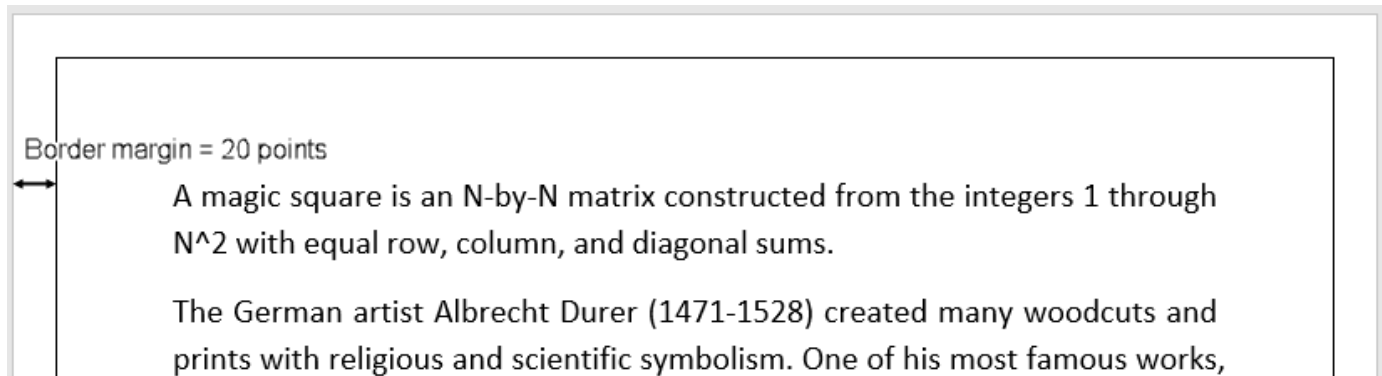 Border margin = 20 points
A magic square is an N-by-N matrix constructed from the integers 1 through
N^2 with equal row, column, and diagonal sums.
The German artist Albrecht Durer (1471-1528) created many woodcuts and
prints with religious and scientific symbolism. One of his most famous works,